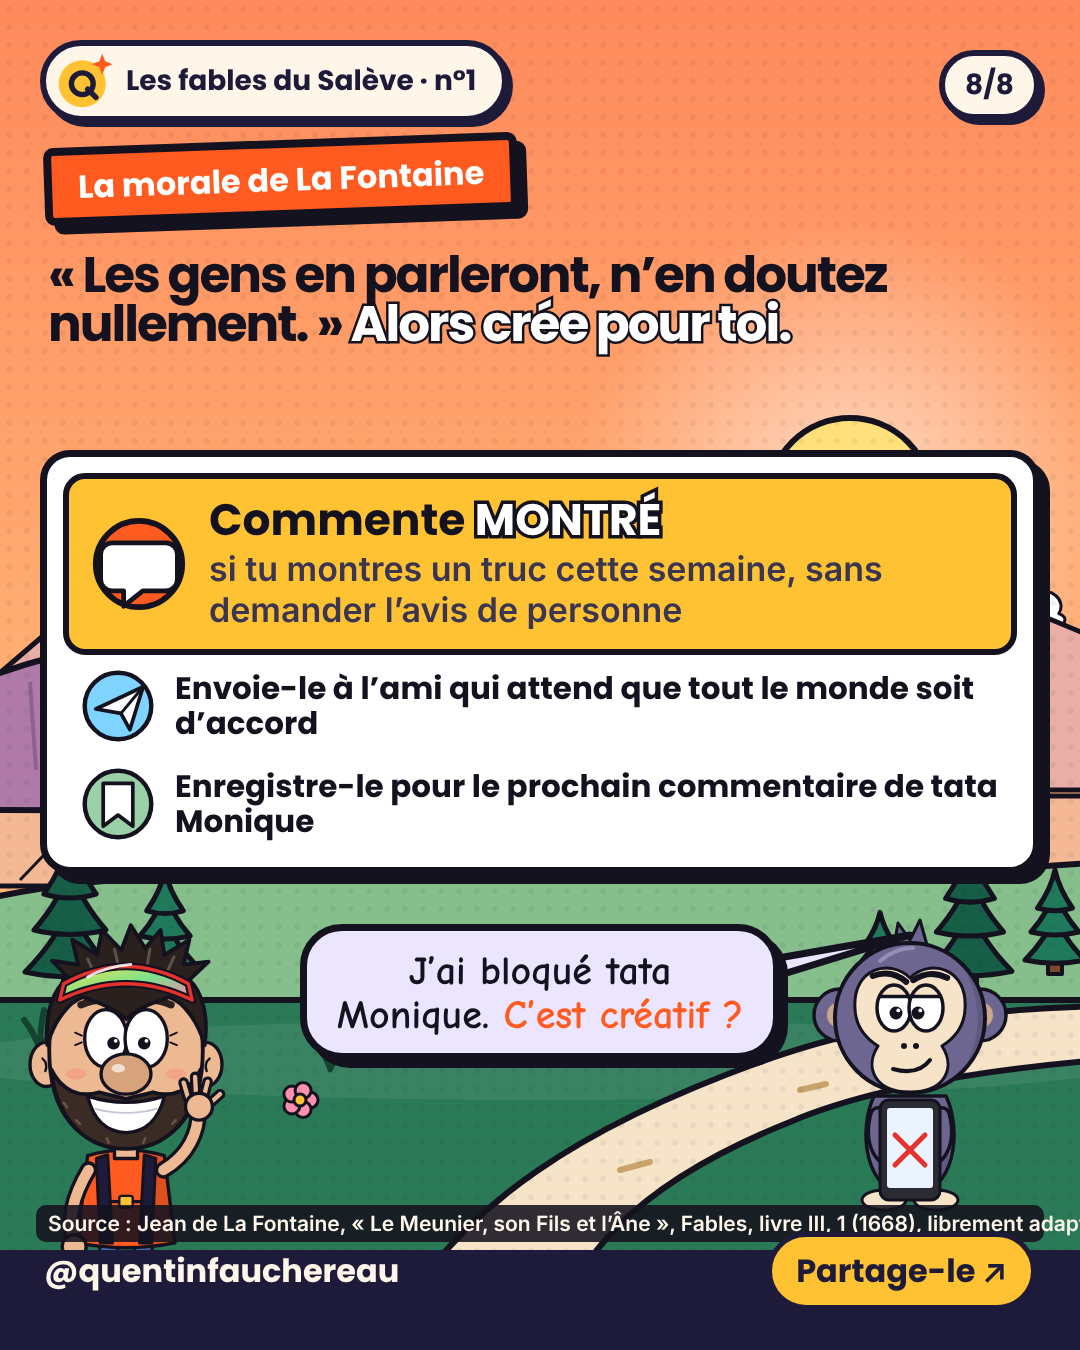 Les fables du Salève · n°1
8/8
La morale de La Fontaine
« Les gens en parleront, n’en doutez
nullement. » Alors crée pour toi.
Commente MONTRÉ
si tu montres un truc cette semaine, sans
demander l’avis de personne
Envoie-le à l’ami qui attend que tout le monde soit
d’accord
Enregistre-le pour le prochain commentaire de tata
Monique
J’ai bloqué tata
Monique. C’est créatif ?
Source : Jean de La Fontaine, « Le Meunier, son Fils et l’Âne », Fables, livre III, 1 (1668), librement adap
@quentinfauchereau
Partage-le ↗